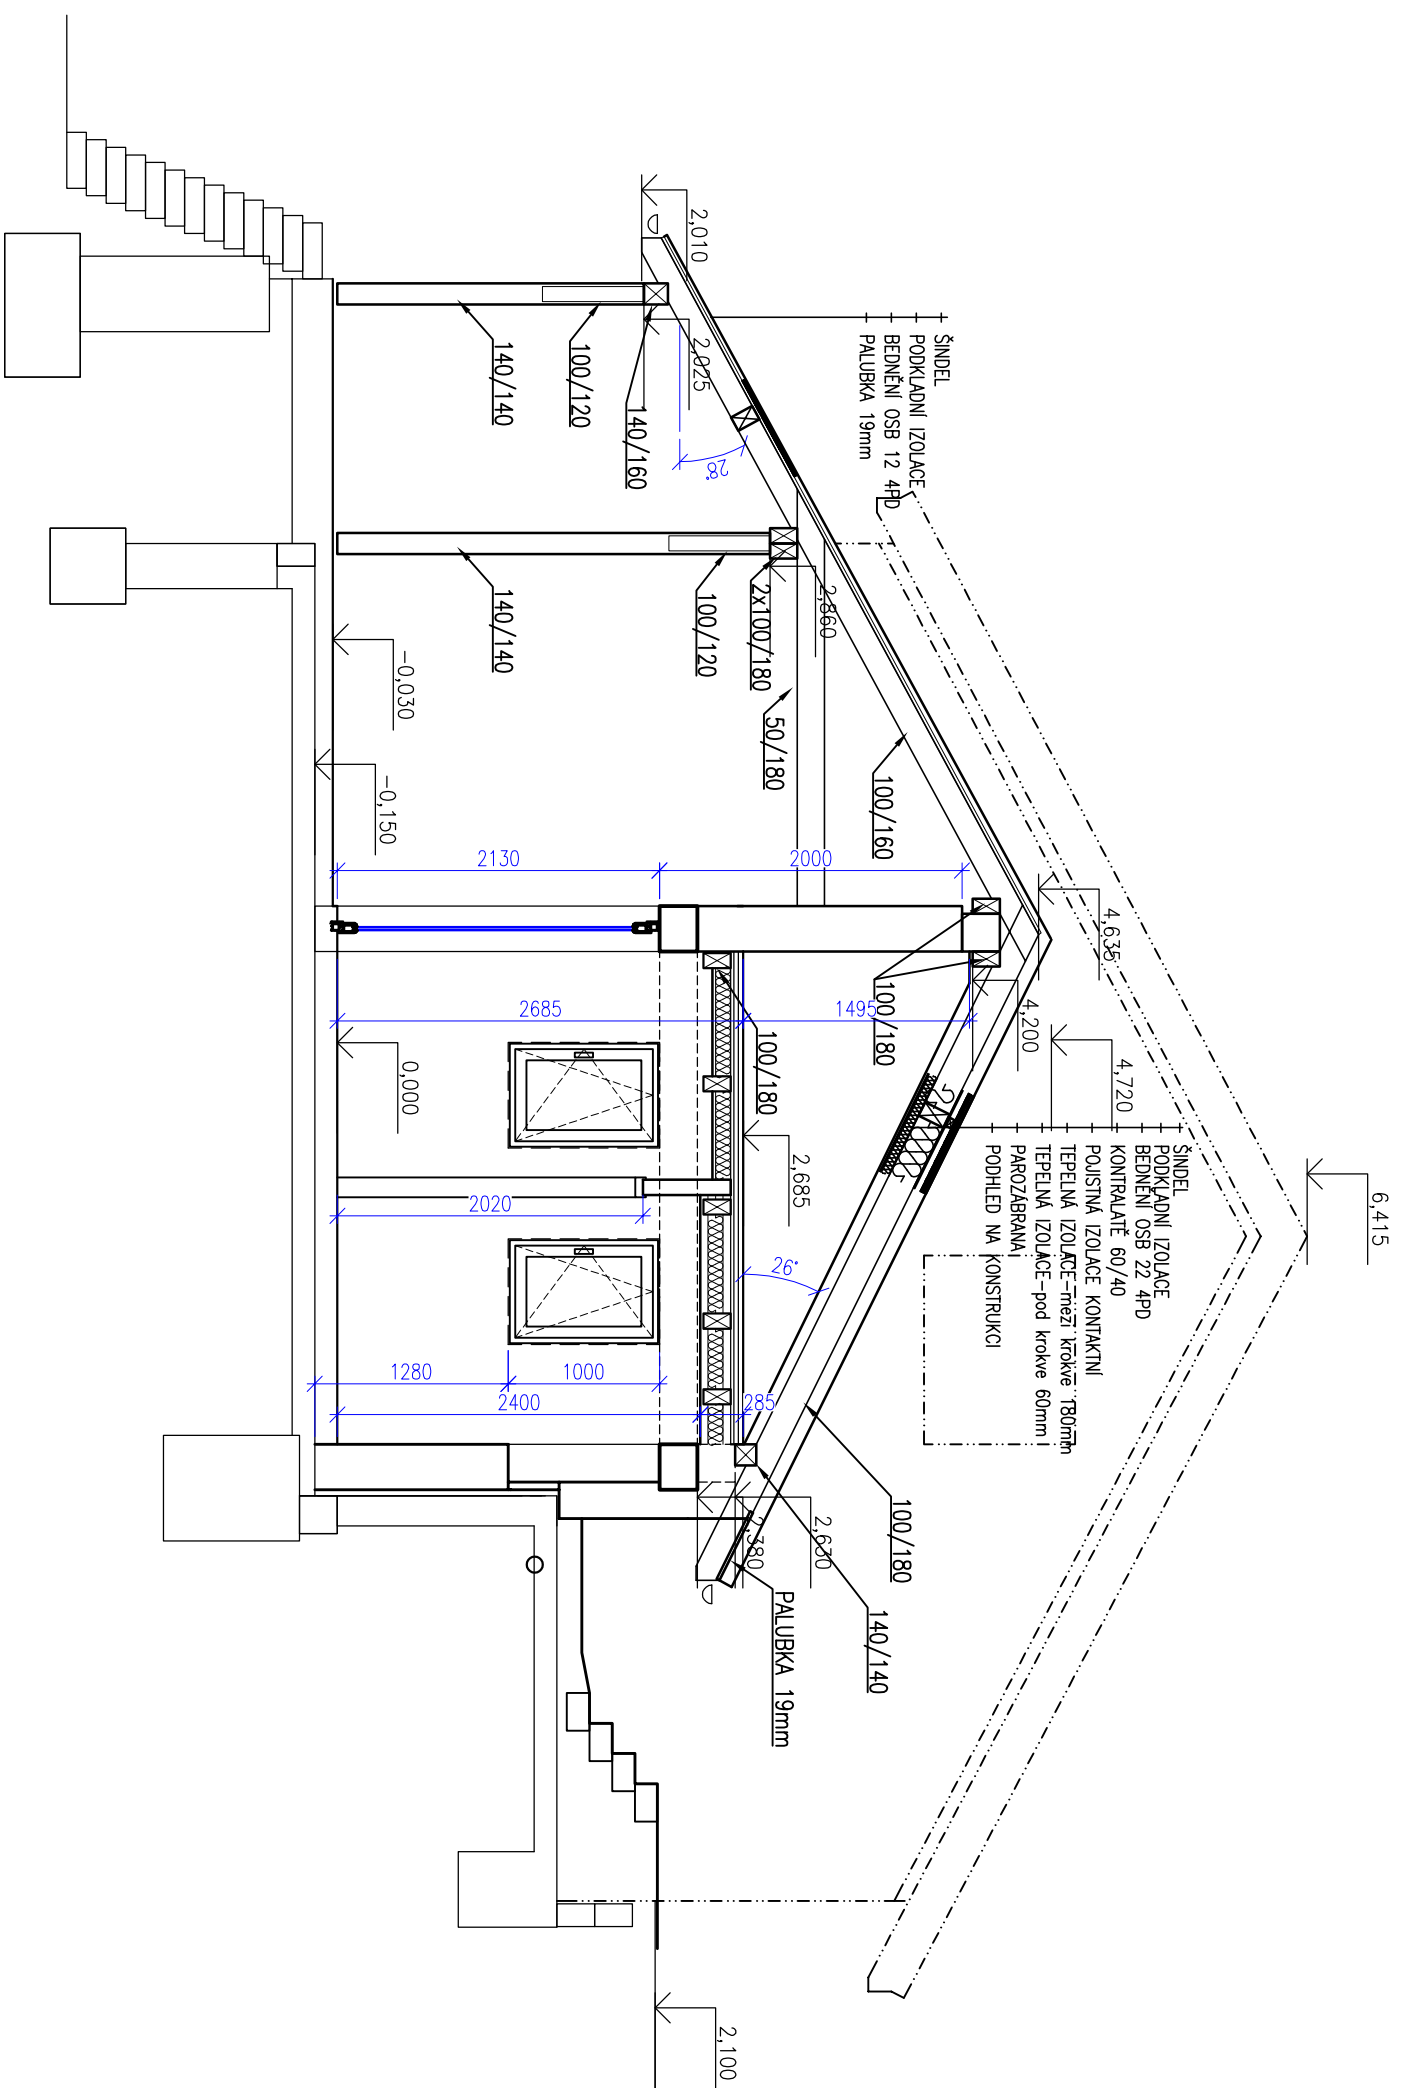 ŠINDEL
PODKLADNÍ IZOLACE
BEDNĚNÍ OSB 12 4PD
PALUBKA 19mm
2,010
2,025
28°
140/160
100/120
140/140
2,860
2x100/180
100/120
140/140
50/180
100/160
-0,030
-0,150
2130
2000
4,635
4,200
4,720
6,415
100/180
2685
1495
100/180
0,000
2,685
2020
26°
ŠINDEL
PODKLADNÍ IZOLACE
BEDNĚNÍ OSB 22 4PD
KONTRALATĚ 60/40
POJISTNÁ IZOLACE KONTAKTNÍ
TEPELNÁ IZOLACE-mezi krokve 180mm
TEPELNÁ IZOLACE-pod krokve 60mm
PAROZÁBRANA
PODHLED NA KONSTRUKCI
1280
1000
2400
285
2,380
2,630
100/180
140/140
PALUBKA 19mm
2,100